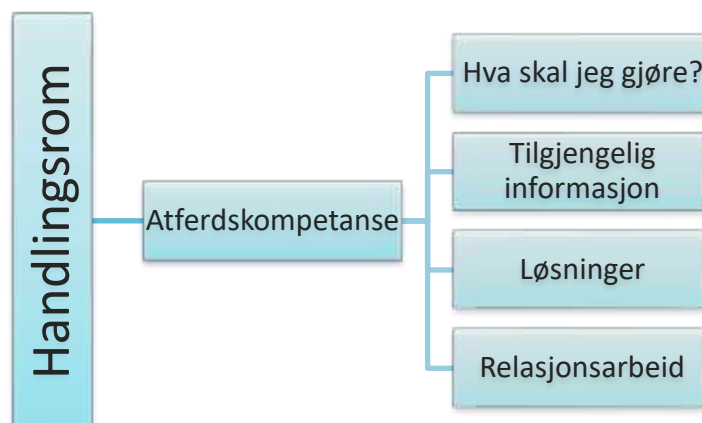 Handlingsrom
Atferdskompetanse
Hva skal jeg gjøre?
Tilgjengelig
informasjon
Løsninger
Relasjonsarbeid